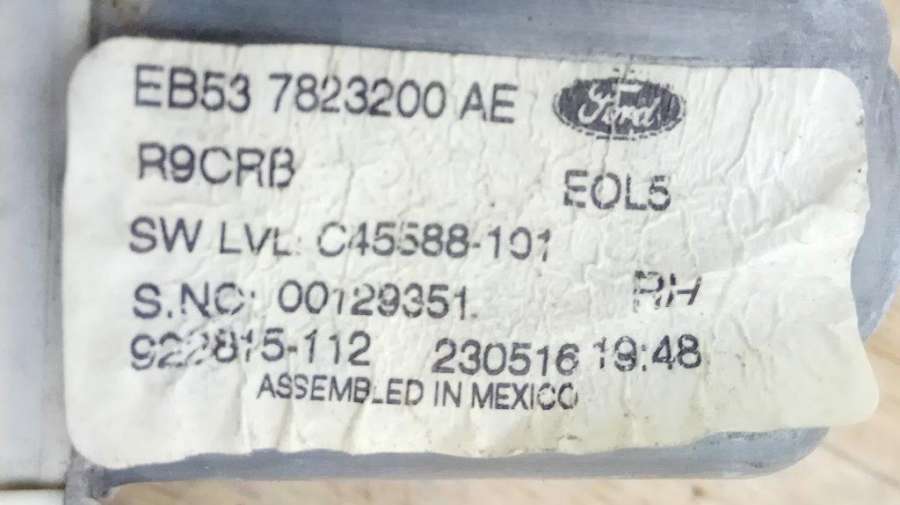 EB53 7823200 AE Ford
R9CRB
EOL5
SW LVL: C45588-101
S.NO: 00129351 RH
922815-112 230516 19:48
ASSEMBLED IN MEXICO